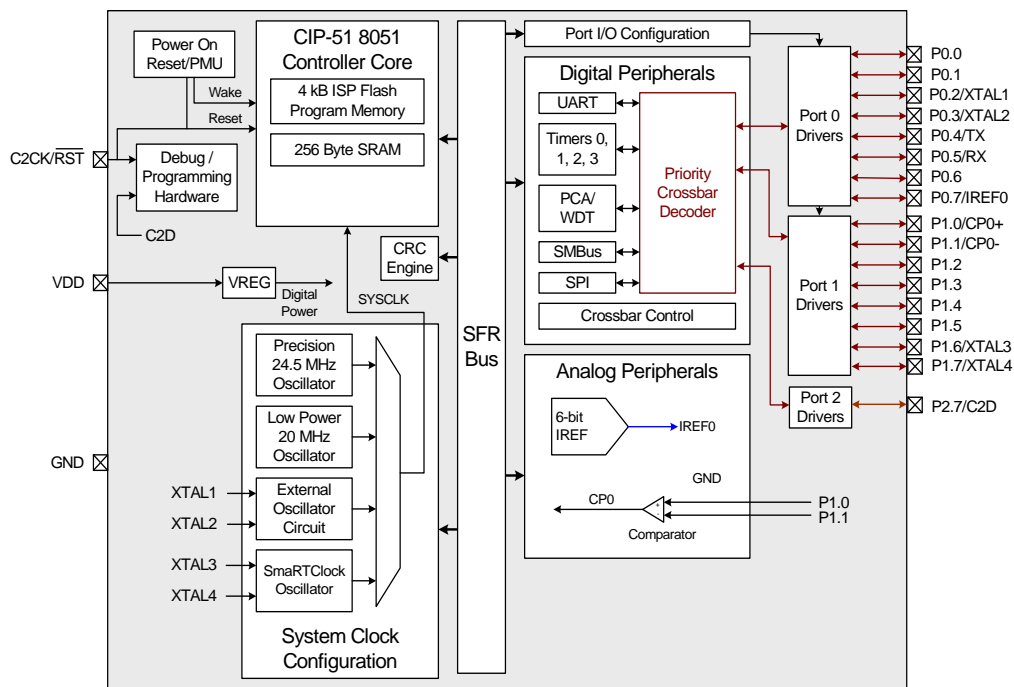 Power On
Reset/PMU
Wake
Reset
C2CK/RST
Debug /
Programming
Hardware
C2D
VDD
VREG
Digital
Power
GND
CIP-51 8051
Controller Core
4 kB ISP Flash
Program Memory
256 Byte SRAM
CRC
Engine
SYSCLK
Precision
24.5 MHz
Oscillator
Low Power
20 MHz
Oscillator
XTAL1
XTAL2
External
Oscillator
Circuit
XTAL3
XTAL4
SmaRTClock
Oscillator
System Clock
Configuration
SFR
Bus
Port I/O Configuration
Digital Peripherals
UART
Timers 0,
1, 2, 3
PCA/
WDT
SMBus
SPI
Priority
Crossbar
Decoder
Crossbar Control
Analog Peripherals
6-bit
IREF
IREF0
GND
CP0
+
-
Comparator
P1.0
P1.1
Port 0
Drivers
Port 1
Drivers
Port 2
Drivers
P0.0
P0.1
P0.2/XTAL1
P0.3/XTAL2
P0.4/TX
P0.5/RX
P0.6
P0.7/IREF0
P1.0/CP0+
P1.1/CP0-
P1.2
P1.3
P1.4
P1.5
P1.6/XTAL3
P1.7/XTAL4
P2.7/C2D